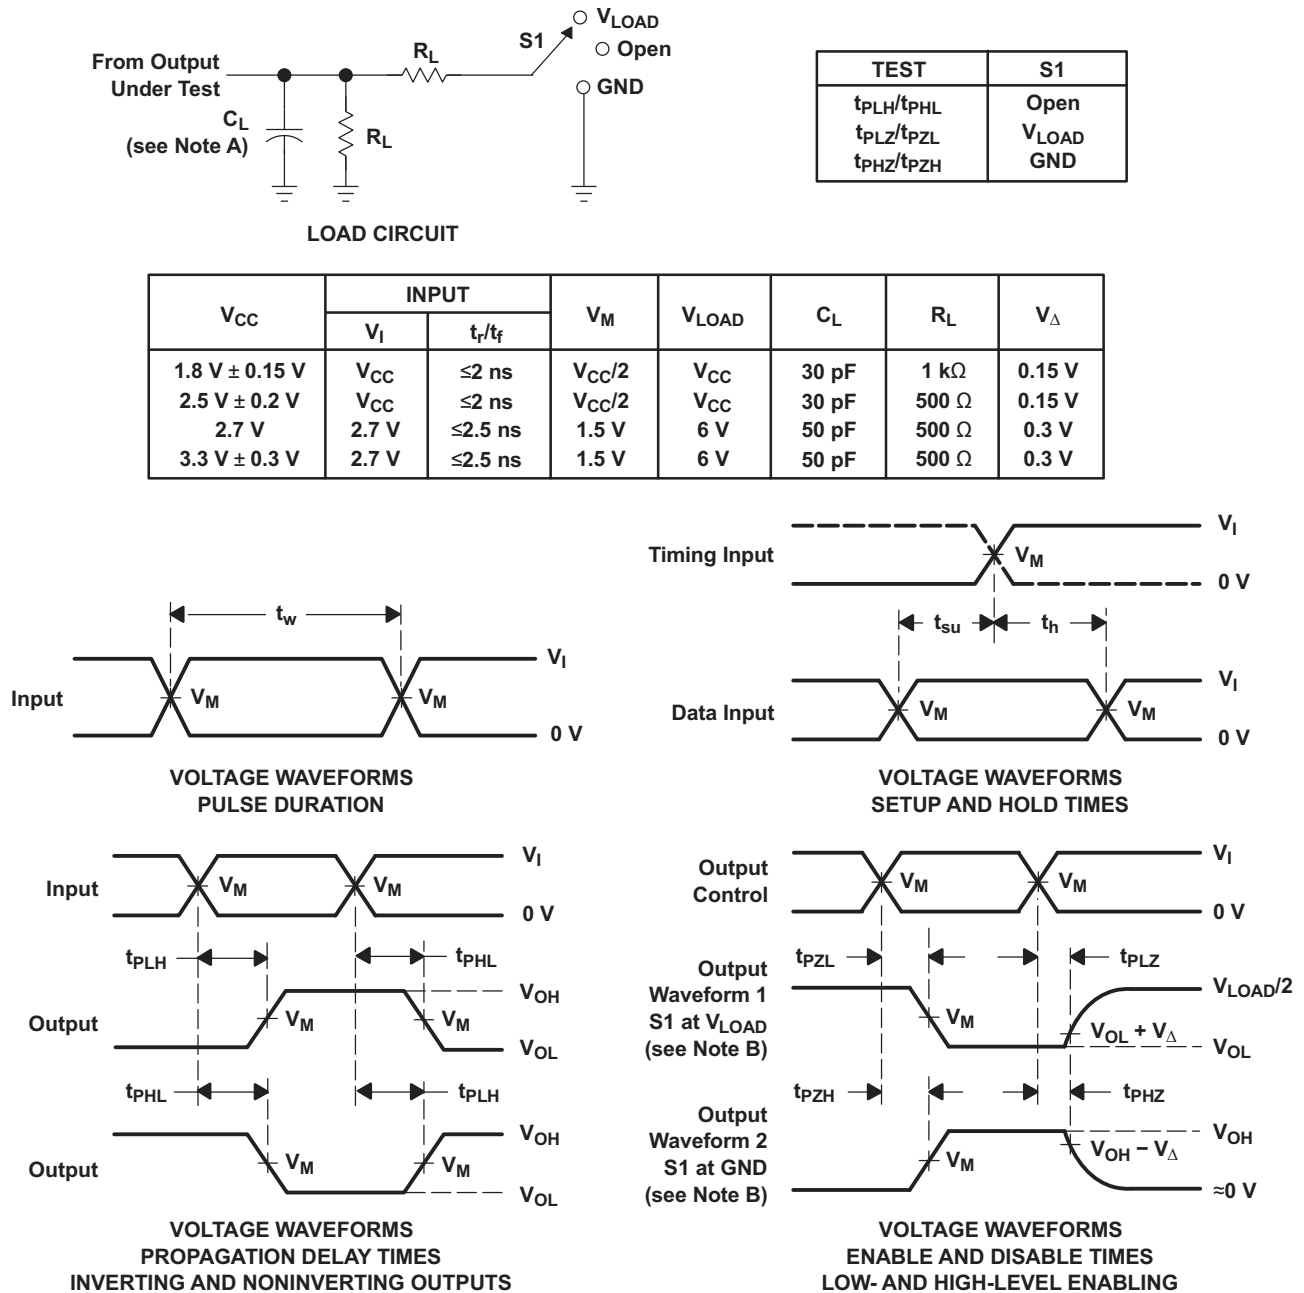 From Output
Under Test
C_L
(see Note A)
R_L
R_L
S1
V_LOAD
Open
GND
LOAD CIRCUIT
TEST S1
t_PLH/t_PHL Open
t_PLZ/t_PZL V_LOAD
t_PHZ/t_PZH GND
V_CC INPUT V_M V_LOAD C_L R_L V_Δ
V_I t_r/t_f
1.8 V ± 0.15 V V_CC ≤2 ns V_CC/2 V_CC 30 pF 1 kΩ 0.15 V
2.5 V ± 0.2 V V_CC ≤2 ns V_CC/2 V_CC 30 pF 500 Ω 0.15 V
2.7 V 2.7 V ≤2.5 ns 1.5 V 6 V 50 pF 500 Ω 0.3 V
3.3 V ± 0.3 V 2.7 V ≤2.5 ns 1.5 V 6 V 50 pF 500 Ω 0.3 V
t_w
V_I
Input
V_M
V_M
0 V
VOLTAGE WAVEFORMS
PULSE DURATION
Timing Input
V_I
V_M
0 V
t_su
t_h
Data Input
V_I
V_M
V_M
0 V
VOLTAGE WAVEFORMS
SETUP AND HOLD TIMES
Input
V_I
V_M
V_M
0 V
t_PLH
t_PHL
Output
V_OH
V_M
V_M
V_OL
t_PHL
t_PLH
Output
V_OH
V_M
V_M
V_OL
VOLTAGE WAVEFORMS
PROPAGATION DELAY TIMES
INVERTING AND NONINVERTING OUTPUTS
Output
Control
V_I
V_M
V_M
0 V
t_PZL
t_PLZ
Output
Waveform 1
S1 at V_LOAD
(see Note B)
V_LOAD/2
V_M
V_OL + V_Δ
V_OL
t_PZH
t_PHZ
Output
Waveform 2
S1 at GND
(see Note B)
V_OH
V_M
V_OH − V_Δ
≈0 V
VOLTAGE WAVEFORMS
ENABLE AND DISABLE TIMES
LOW- AND HIGH-LEVEL ENABLING